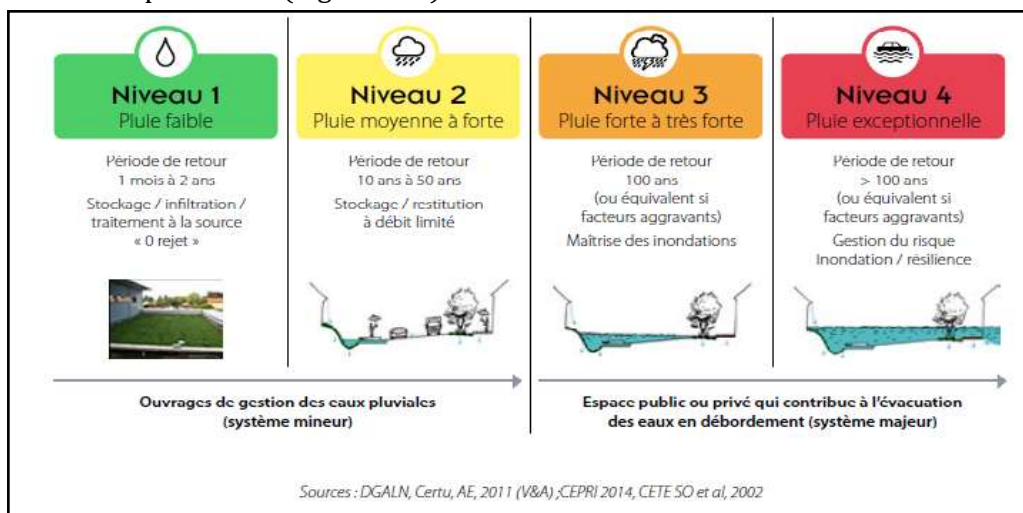 Niveau 1
Pluie faible
Période de retour
1 mois à 2 ans
Stockage / infiltration /
traitement à la source
« 0 rejet »
Niveau 2
Pluie moyenne à forte
Période de retour
10 ans à 50 ans
Stockage / restitution
à débit limité
Niveau 3
Pluie forte à très forte
Période de retour
100 ans
(ou équivalent si
facteurs aggravants)
Maîtrise des inondations
Niveau 4
Pluie exceptionnelle
Période de retour
> 100 ans
(ou équivalent si
facteurs aggravants)
Gestion du risque
Inondation / résilience
Ouvrages de gestion des eaux pluviales
(système mineur)
Espace public ou privé qui contribue à l'évacuation
des eaux en débordement (système majeur)
Sources : DGALN, Certu, AE, 2011 (V&A) ;CEPRI 2014, CETE SO et al, 2002